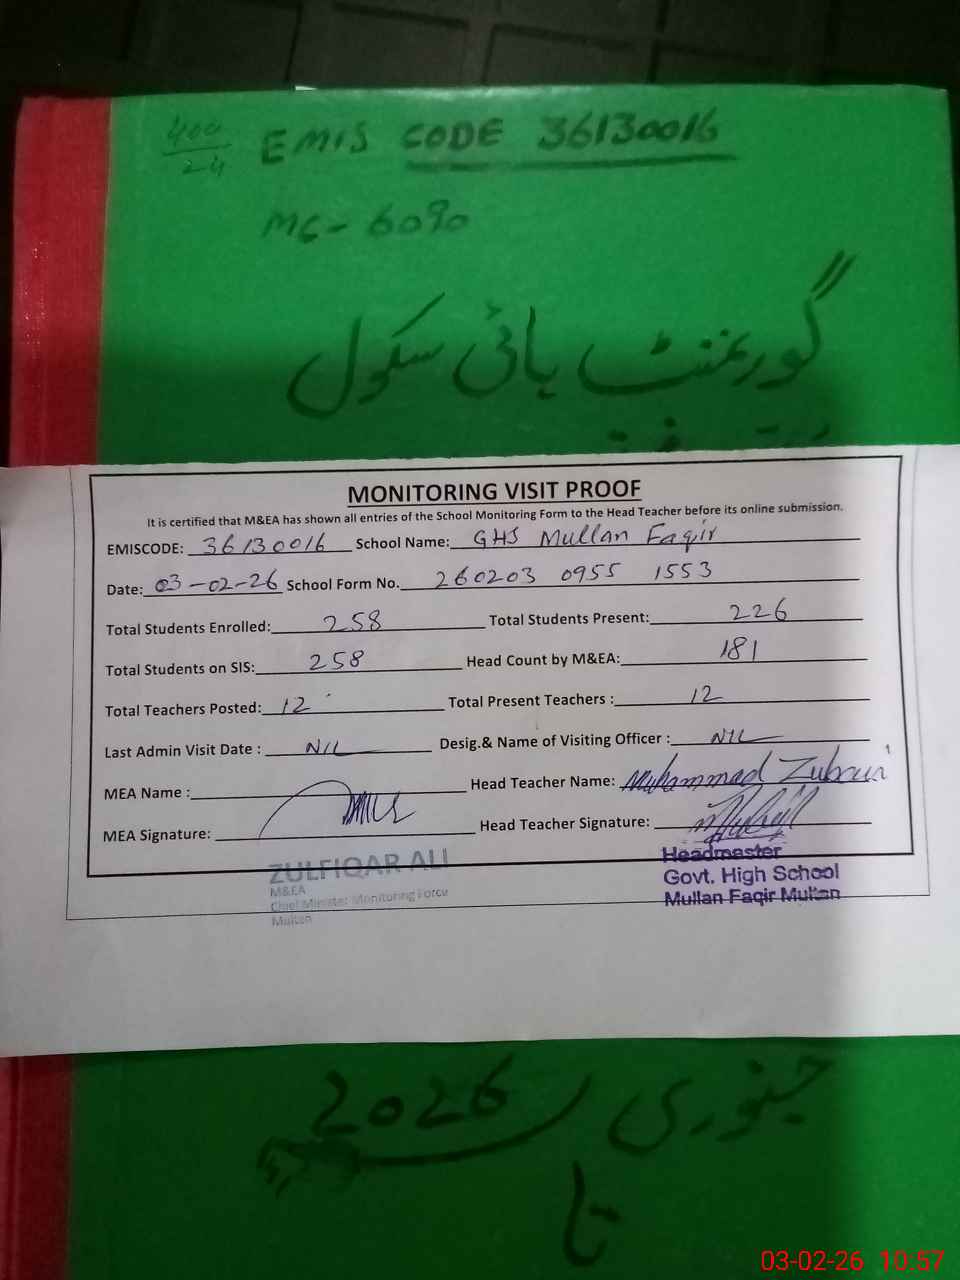 400
24
EMIS CODE 36130016
MC-6090
گورنمنٹ ہائی سکول
MONITORING VISIT PROOF
It is certified that M&EA has shown all entries of the School Monitoring Form to the Head Teacher before its online submission.
EMISCODE: 36130016 School Name: GHS Mullan Faqir
Date: 03-02-26 School Form No. 260203 0955 1553
Total Students Enrolled: 258 Total Students Present: 226
Total Students on SIS: 258 Head Count by M&EA: 181
Total Teachers Posted: 12 Total Present Teachers : 12
Last Admin Visit Date : NIL Desig.& Name of Visiting Officer : NIL
MEA Name : Head Teacher Name: Muhammad Zubair
MEA Signature: Head Teacher Signature:
ZULFIQAR ALI
M&EA
Chief Minister Monitoring Force
Multan
Headmaster
Govt. High School
Mullan Faqir Multan
جنوری 2026
تا
03-02-26 10:57